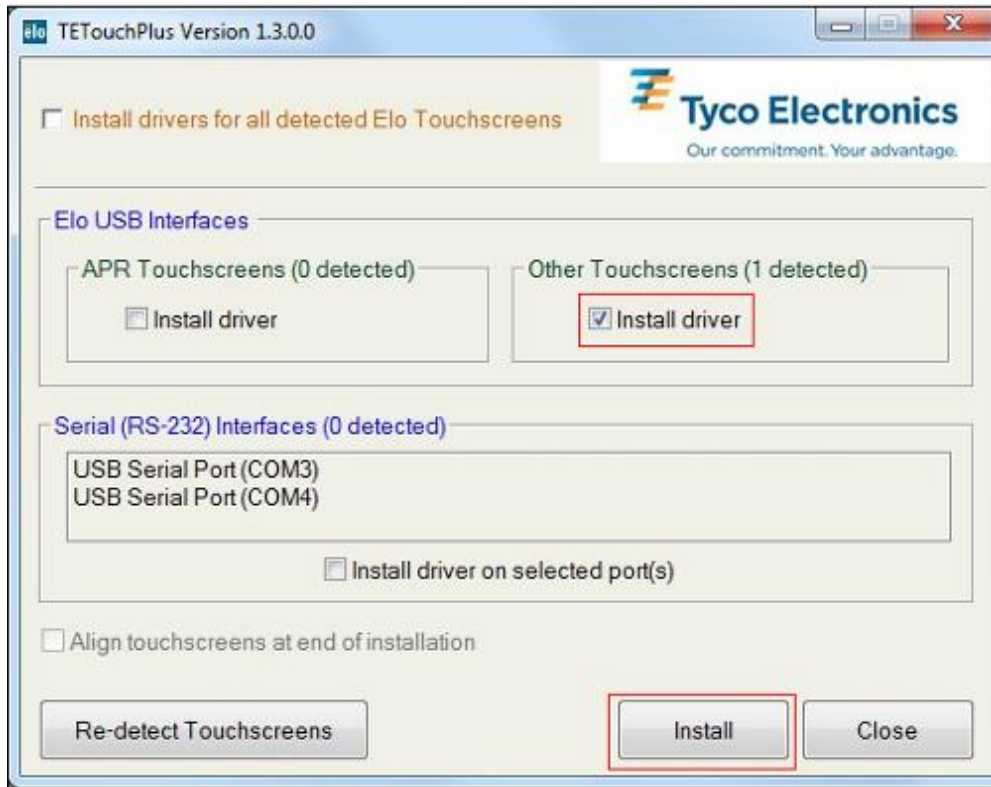 elo TETouchPlus Version 1.3.0.0
Install drivers for all detected Elo Touchscreens
Tyco Electronics
Our commitment. Your advantage.
Elo USB Interfaces
APR Touchscreens (0 detected)
Other Touchscreens (1 detected)
Install driver
Install driver
Serial (RS-232) Interfaces (0 detected)
USB Serial Port (COM3)
USB Serial Port (COM4)
Install driver on selected port(s)
Align touchscreens at end of installation
Re-detect Touchscreens
Install
Close